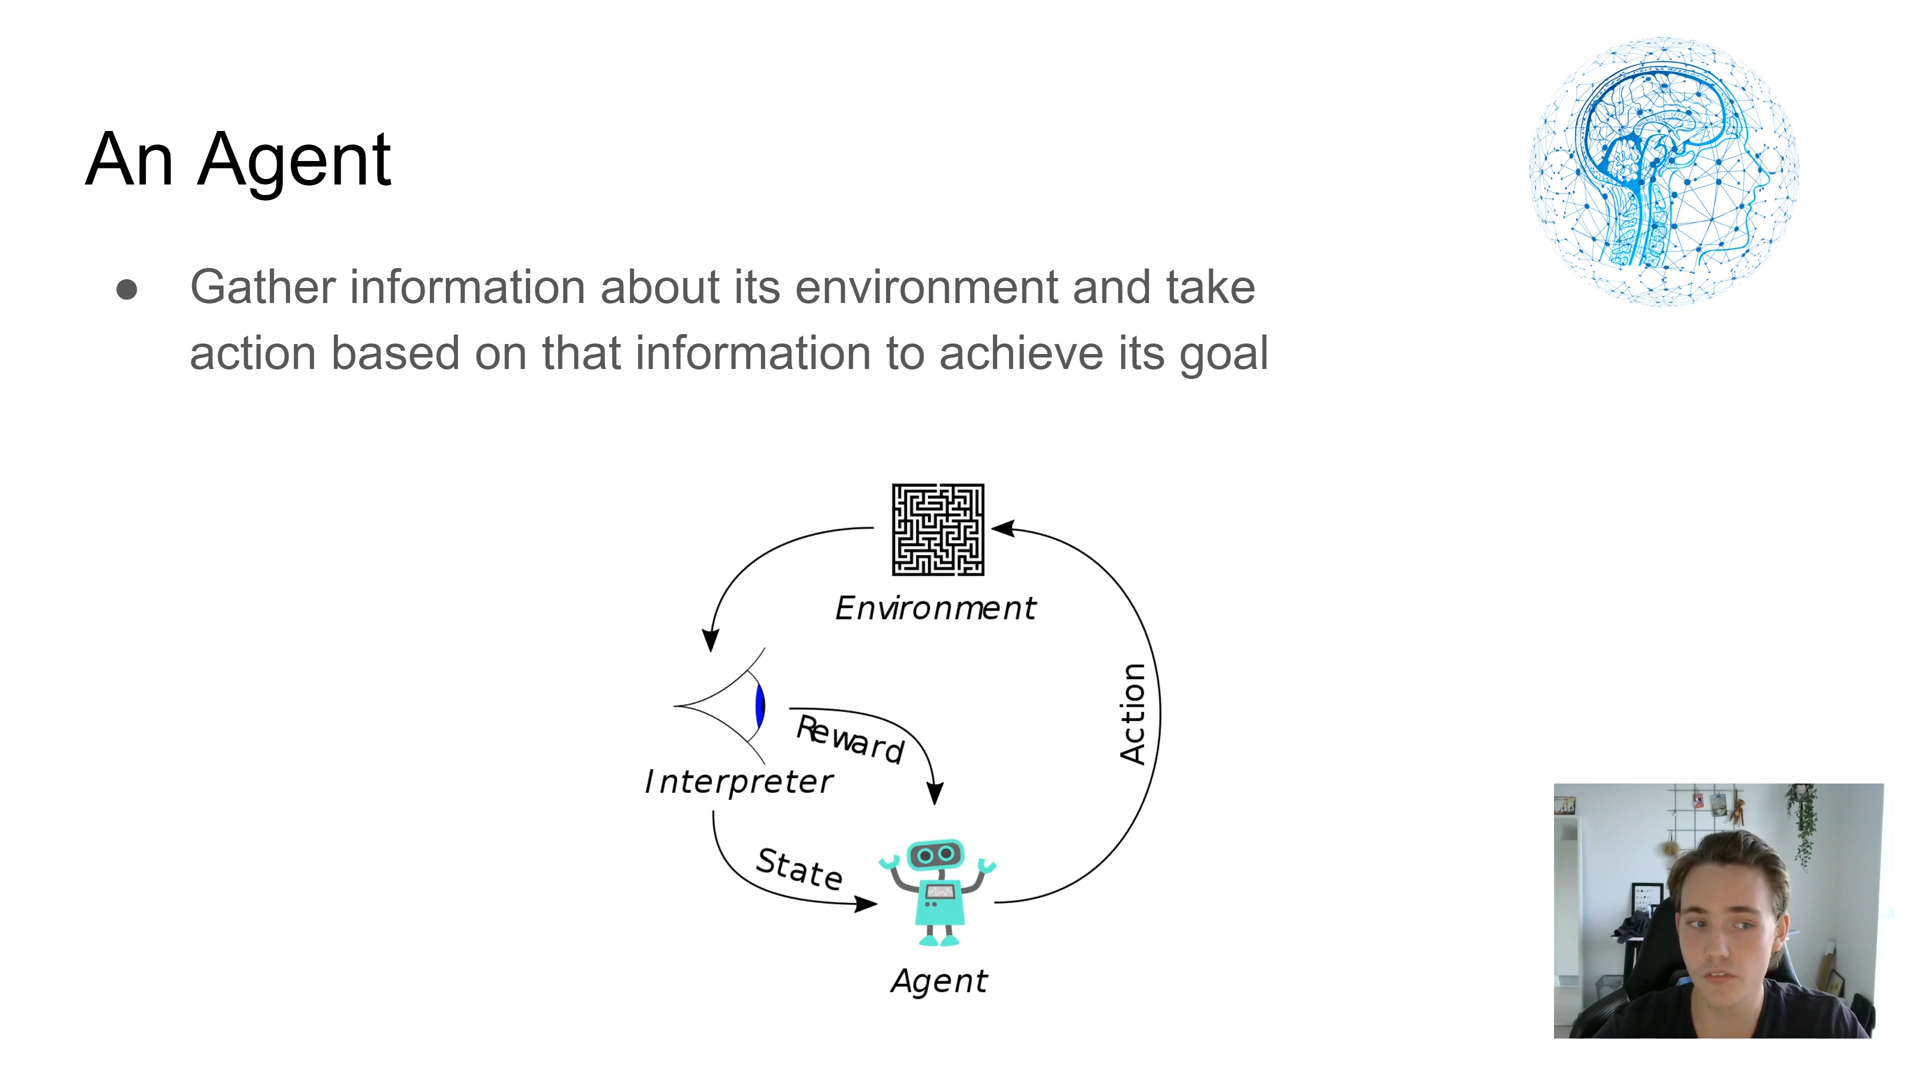 An Agent
● Gather information about its environment and take
action based on that information to achieve its goal
Environment
Reward
Action
Interpreter
State
Agent